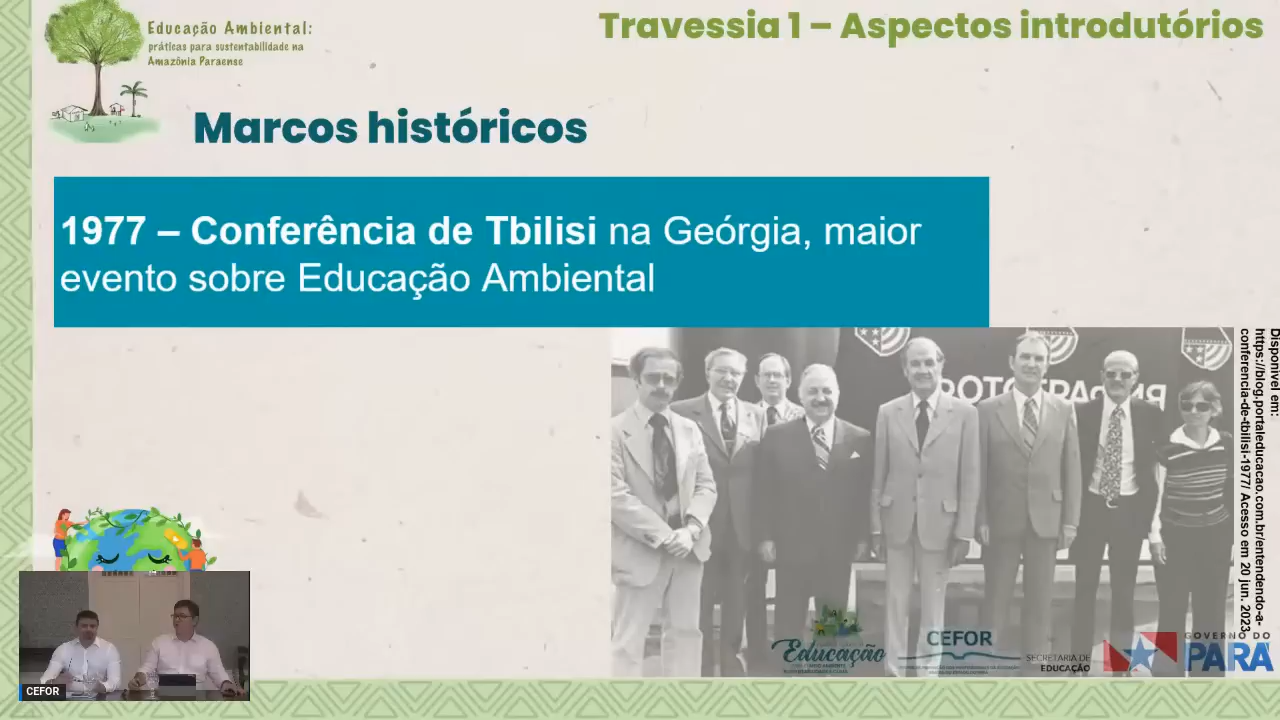 Educação Ambiental:
práticas para sustentabilidade na
Amazônia Paraense
Travessia 1 – Aspectos introdutórios
Marcos históricos
1977 – Conferência de Tbilisi na Geórgia, maior
evento sobre Educação Ambiental
Disponível em:
https://blog.portaleducacao.com.br/entendendo-a-
conferencia-de-tbilisi-1977/ Acesso em 20 jun. 2023.
Educação
CEFOR
SECRETARIA DE
EDUCAÇÃO
GOVERNO DO
PARÁ
CEFOR